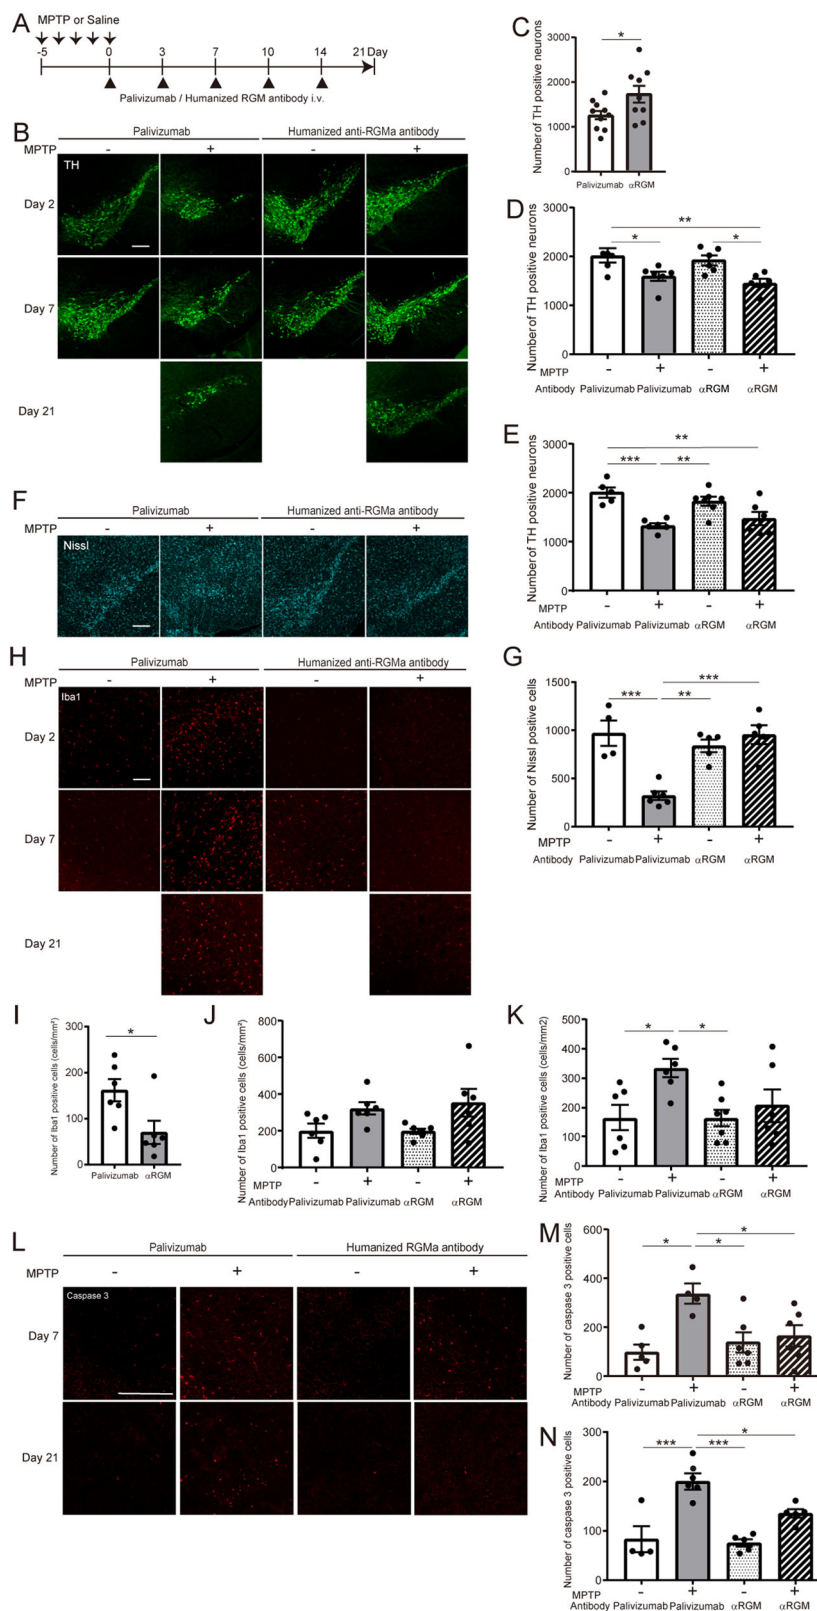 A
MPTP or Saline
-5 0 3 7 10 14 21 Day
Palivizumab / Humanized RGM antibody i.v.
B
Palivizumab Humanized anti-RGMa antibody
MPTP - + - +
TH
Day 2
Day 7
Day 21
C
Number of TH positive neurons
3000
2000
1000
0
*
Palivizumab αRGM
D
Number of TH positive neurons
3000
2000
1000
0
**
* *
MPTP - + - +
Antibody Palivizumab Palivizumab αRGM αRGM
E
Number of TH positive neurons
3000
2000
1000
0
**
*** **
MPTP - + - +
Antibody Palivizumab Palivizumab αRGM αRGM
F
Palivizumab Humanized anti-RGMa antibody
MPTP - + - +
Nissl
G
Number of Nissl positive cells
1500
1000
500
0
***
*** **
MPTP - + - +
Antibody Palivizumab Palivizumab αRGM αRGM
H
Palivizumab Humanized anti-RGMa antibody
MPTP - + - +
Iba1
Day 2
Day 7
Day 21
I
Number of Iba1 positive cells (cells/mm²)
300
200
100
0
*
Palivizumab αRGM
J
Number of Iba1 positive cells (cells/mm²)
800
600
400
200
0
MPTP - + - +
Antibody Palivizumab Palivizumab αRGM αRGM
K
Number of Iba1 positive cells (cells/mm2)
500
400
300
200
100
0
* *
MPTP - + - +
Antibody Palivizumab Palivizumab αRGM αRGM
L
Palivizumab Humanized RGMa antibody
MPTP - + - +
Caspase 3
Day 7
Day 21
M
Number of caspase 3 positive cells
600
400
200
0
*
* *
MPTP - + - +
Antibody Palivizumab Palivizumab αRGM αRGM
N
Number of caspase 3 positive cells
300
200
100
0
*
*** ***
MPTP - + - +
Antibody Palivizumab Palivizumab αRGM αRGM